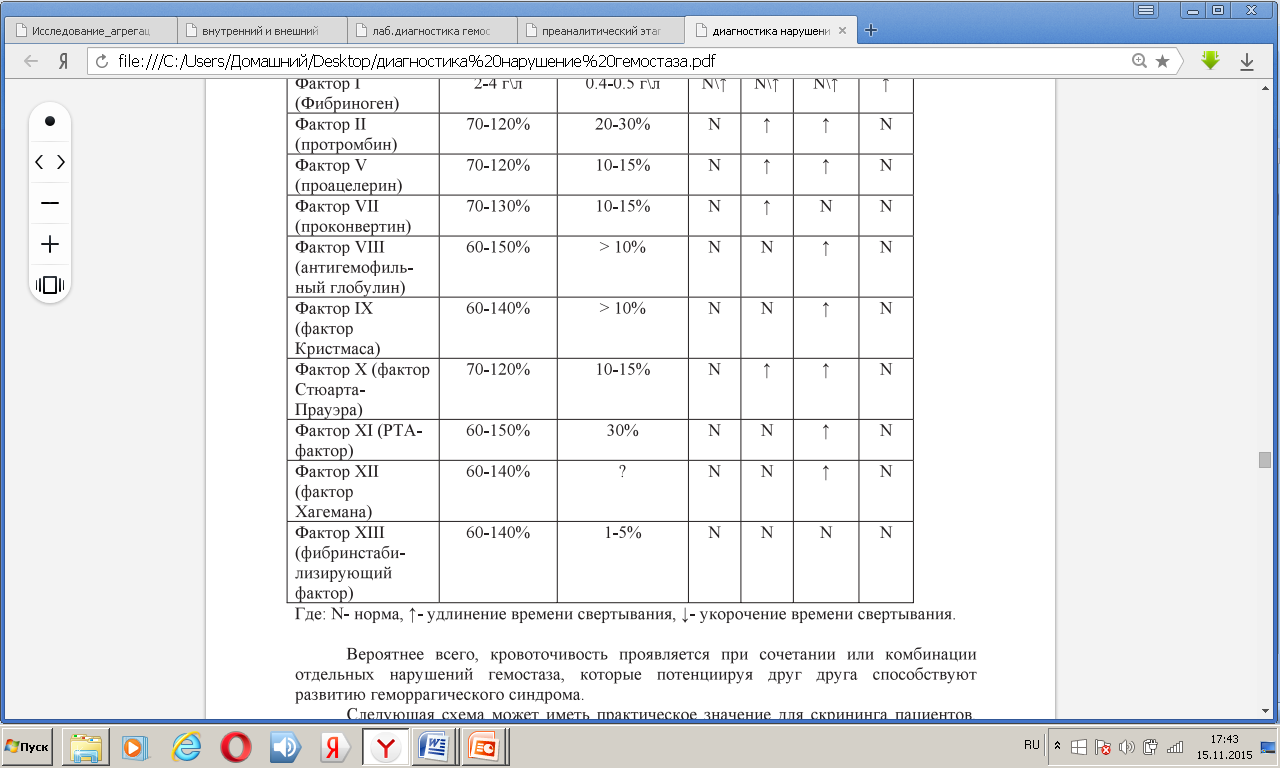 Исследование_агрегац
внутренний и внешний
лаб.диагностика гемос
преаналитический этап
диагностика нарушени
Я
file:///C:/Users/Домашний/Desktop/диагностика%20нарушение%20гемостаза.pdf
Фактор I 2-4 г\л 0.4-0.5 г\л N\↑ N\↑ N\↑ ↑
(Фибриноген)
Фактор II 70-120% 20-30% N ↑ ↑ N
(протромбин)
Фактор V 70-120% 10-15% N ↑ ↑ N
(проацелерин)
Фактор VII 70-130% 10-15% N ↑ N N
(проконвертин)
Фактор VIII 60-150% > 10% N N ↑ N
(антигемофиль-
ный глобулин)
Фактор IX 60-140% > 10% N N ↑ N
(фактор
Кристмаса)
Фактор X (фактор 70-120% 10-15% N ↑ ↑ N
Стюарта-
Прауэра)
Фактор XI (РТА- 60-150% 30% N N ↑ N
фактор)
Фактор XII 60-140% ? N N ↑ N
(фактор
Хагемана)
Фактор XIII 60-140% 1-5% N N N N
(фибринстаби-
лизирующий
фактор)
Где: N- норма, ↑- удлинение времени свертывания, ↓- укорочение времени свертывания.
Вероятнее всего, кровоточивость проявляется при сочетании или комбинации
отдельных нарушений гемостаза, которые потенциируя друг друга способствуют
развитию геморрагического синдрома.
Следующая схема может иметь практическое значение для скрининга пациентов,
Пуск
Я
RU
17:43
15.11.2015